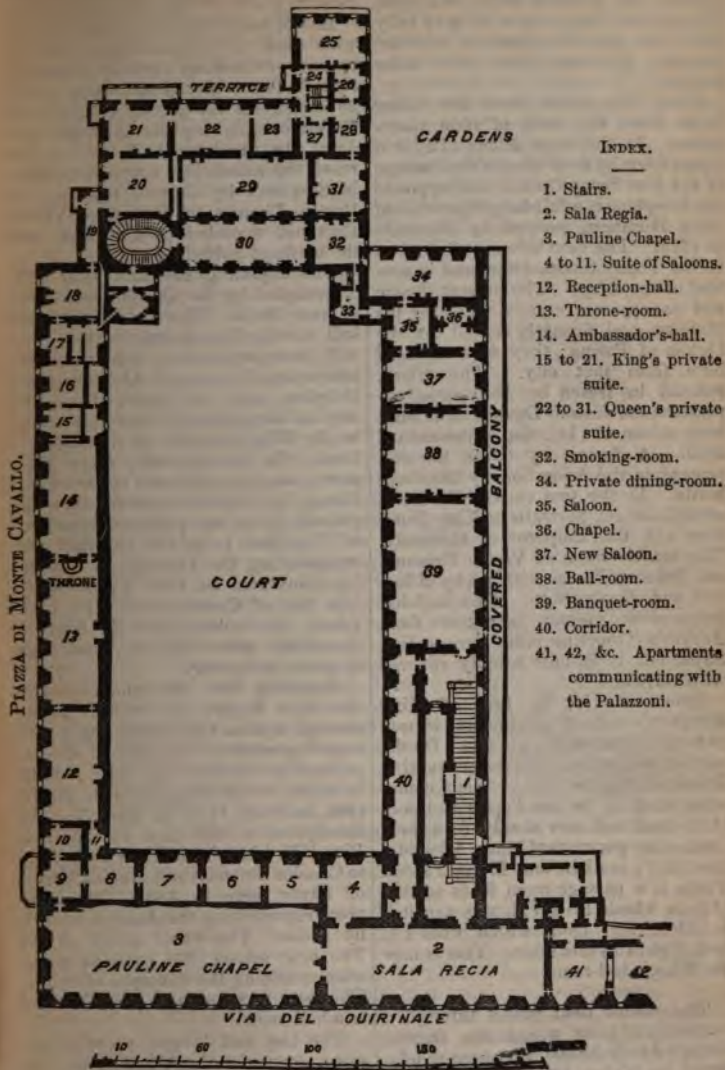 25
TERRACE
24
26
21
22
23
27
28
GARDENS
20
29
31
19
30
32
18
33
34
35
36
17
37
16
15
38
14
THRONE
COURT
39
13
COVERED BALCONY
PIAZZA DI MONTE CAVALLO.
12
40
1
10
11
9
8
7
6
5
4
3
2
PAULINE CHAPEL
SALA REGIA
41
42
VIA DEL QUIRINALE
10
100
INDEX.
1. Stairs.
2. Sala Regia.
3. Pauline Chapel.
4 to 11. Suite of Saloons.
12. Reception-hall.
13. Throne-room.
14. Ambassador's-hall.
15 to 21. King's private
suite.
22 to 31. Queen's private
suite.
32. Smoking-room.
34. Private dining-room.
35. Saloon.
36. Chapel.
37. New Saloon.
38. Ball-room.
39. Banquet-room.
40. Corridor.
41, 42, &c. Apartments
communicating with
the Palazzoni.